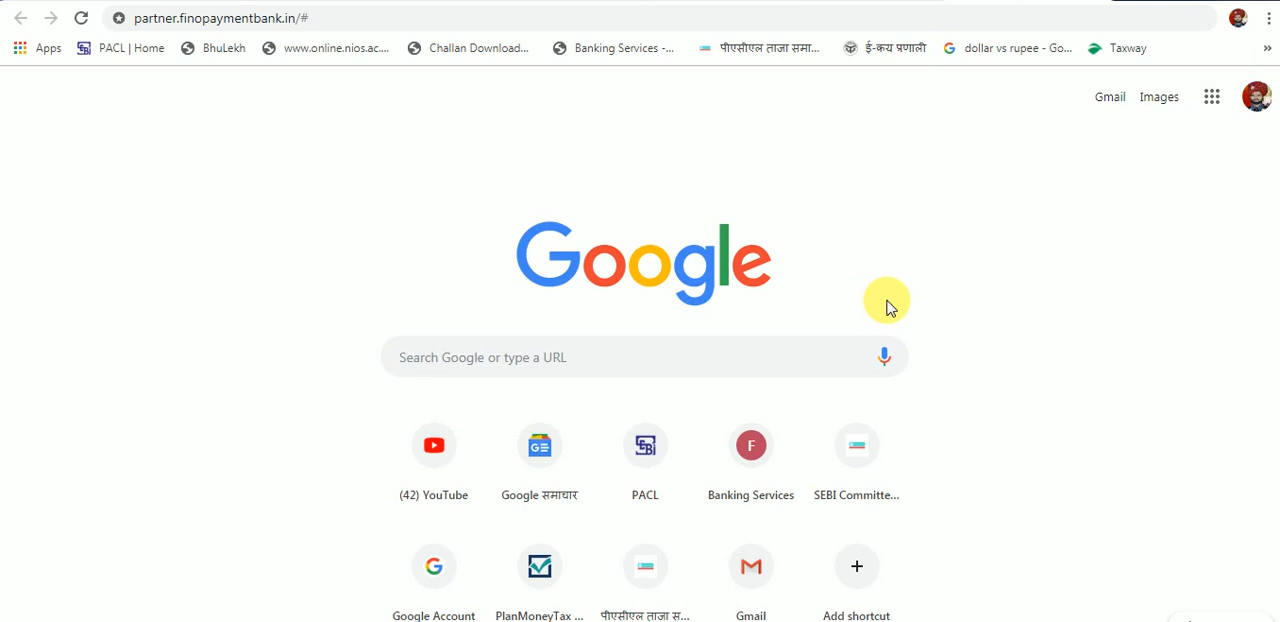 partner.finopaymentbank.in/#
Apps PACL | Home BhuLekh www.online.nios.ac.... Challan Download... Banking Services -... पीएसीएल ताजा समा... ई-क्रय प्रणाली dollar vs rupee - Go... Taxway »
Gmail Images
Google
Search Google or type a URL
F
(42) YouTube Google समाचार PACL Banking Services SEBI Committe...
Google Account PlanMoneyTax ... पीएसीएल ताजा स... Gmail Add shortcut